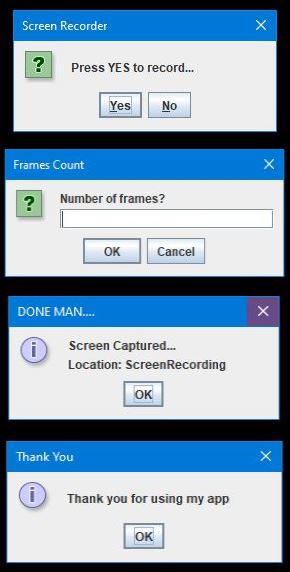 Screen Recorder
Press YES to record...
Yes No
Frames Count
Number of frames?
OK Cancel
DONE MAN....
Screen Captured...
Location: ScreenRecording
OK
Thank You
Thank you for using my app
OK